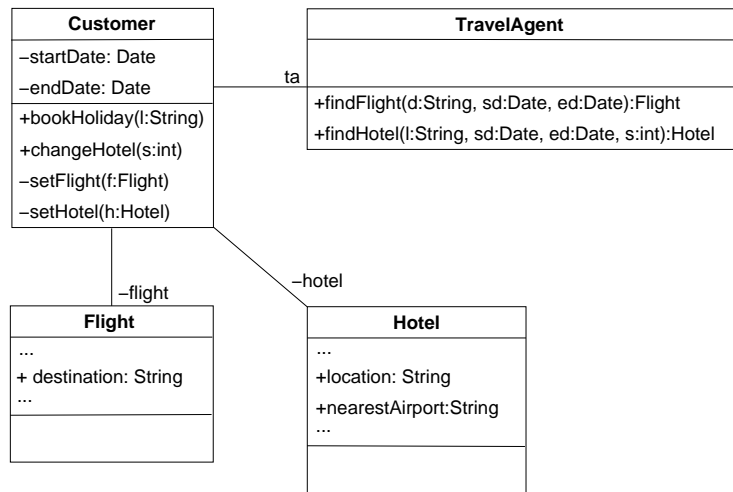 Customer
–startDate: Date
–endDate: Date
+bookHoliday(l:String)
+changeHotel(s:int)
–setFlight(f:Flight)
–setHotel(h:Hotel)
ta
TravelAgent
+findFlight(d:String, sd:Date, ed:Date):Flight
+findHotel(l:String, sd:Date, ed:Date, s:int):Hotel
–flight
–hotel
Flight
...
+ destination: String
...
Hotel
...
+location: String
+nearestAirport:String
...